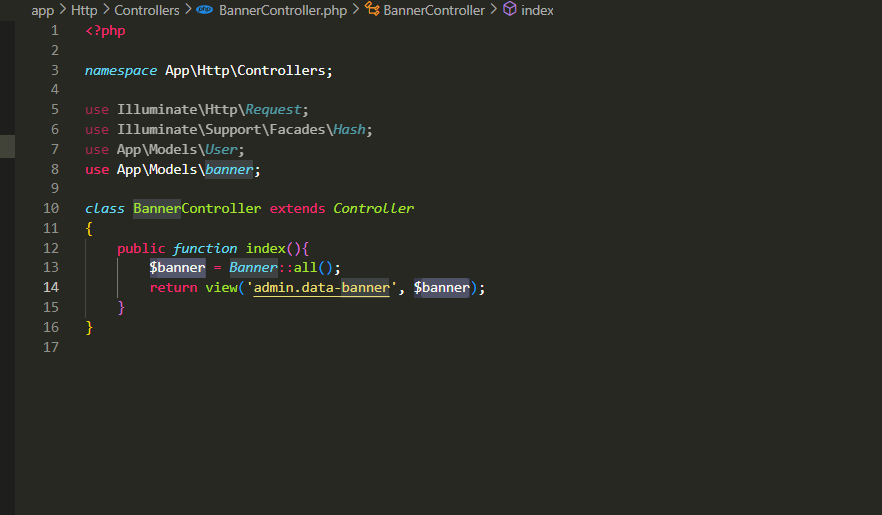 app > Http > Controllers > php BannerController.php > BannerController > index
1 <?php
2
3 namespace App\Http\Controllers;
4
5 use Illuminate\Http\Request;
6 use Illuminate\Support\Facades\Hash;
7 use App\Models\User;
8 use App\Models\banner;
9
10 class BannerController extends Controller
11 {
12     public function index(){
13         $banner = Banner::all();
14         return view('admin.data-banner', $banner);
15     }
16 }
17